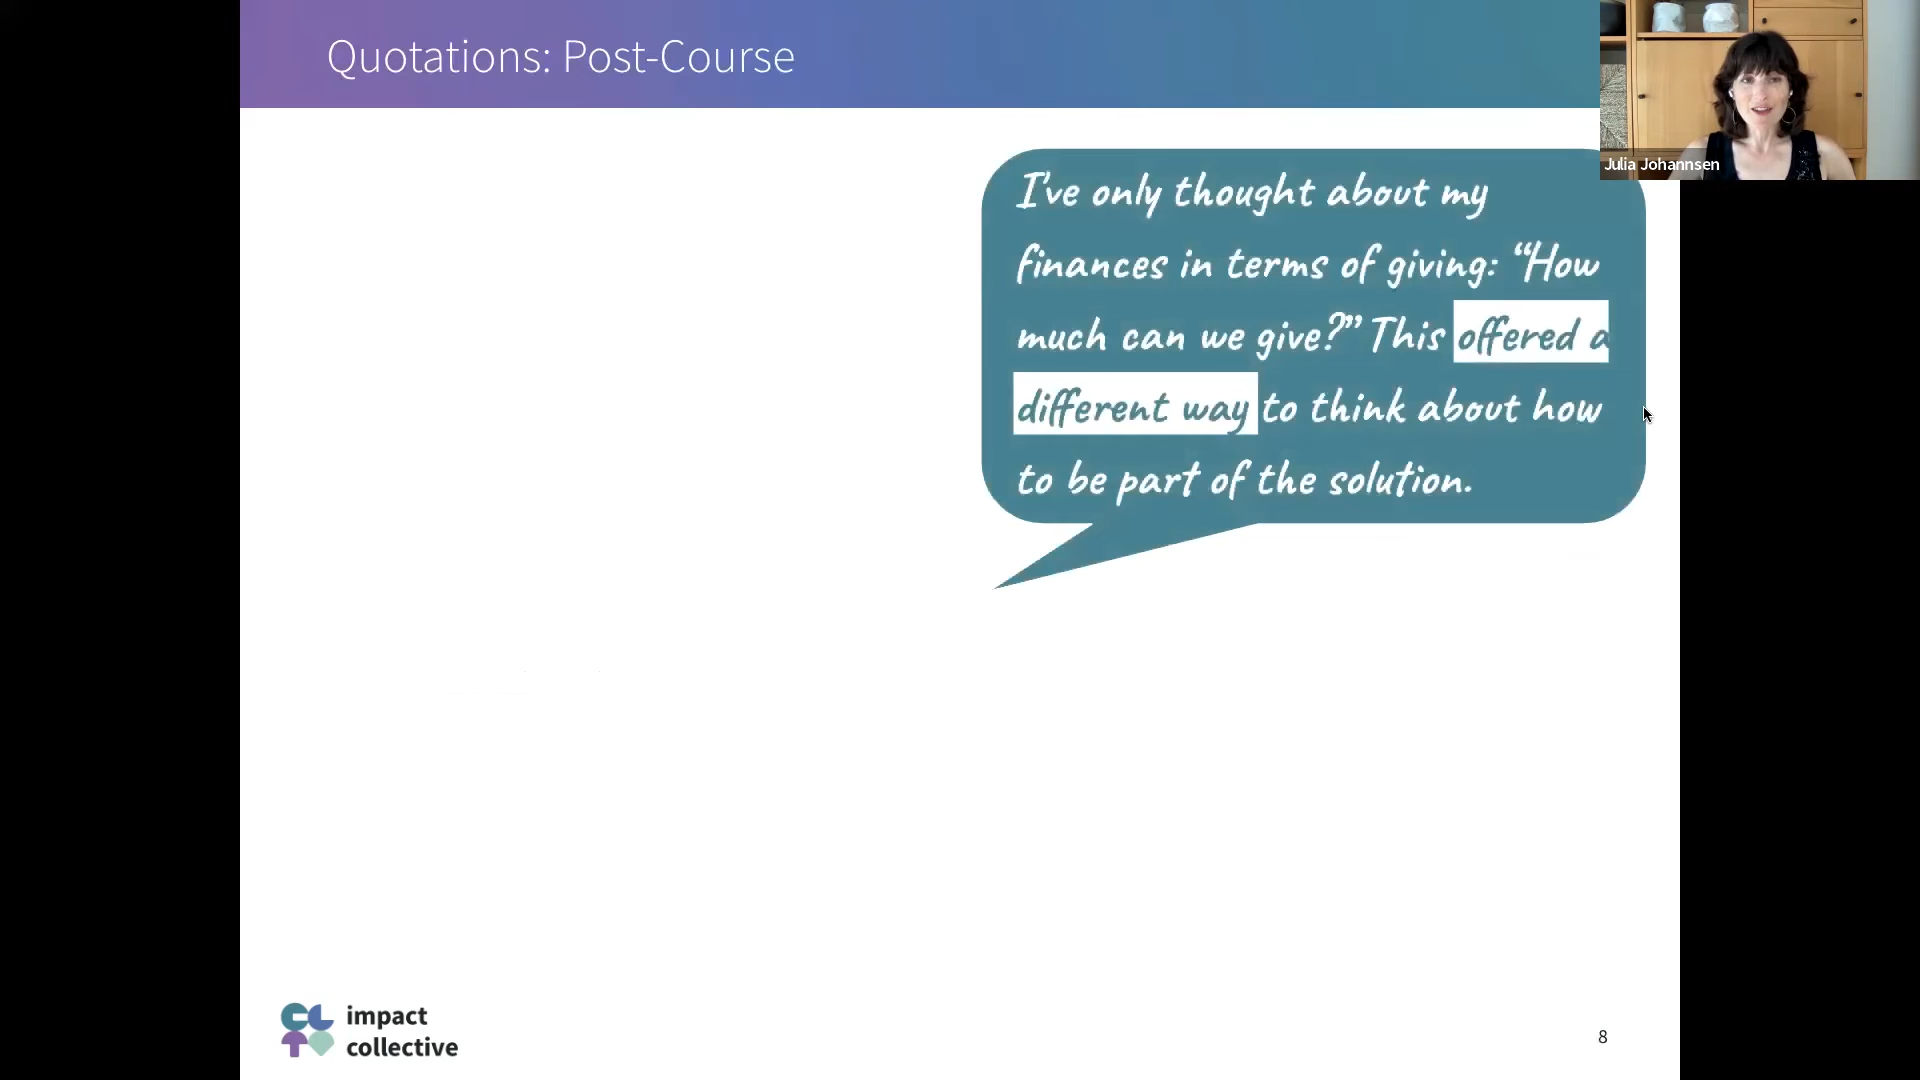 Quotations: Post-Course
Julia Johannsen
I've only thought about my
finances in terms of giving: “How
much can we give?” This offered a
different way to think about how
to be part of the solution.
impact
collective
8